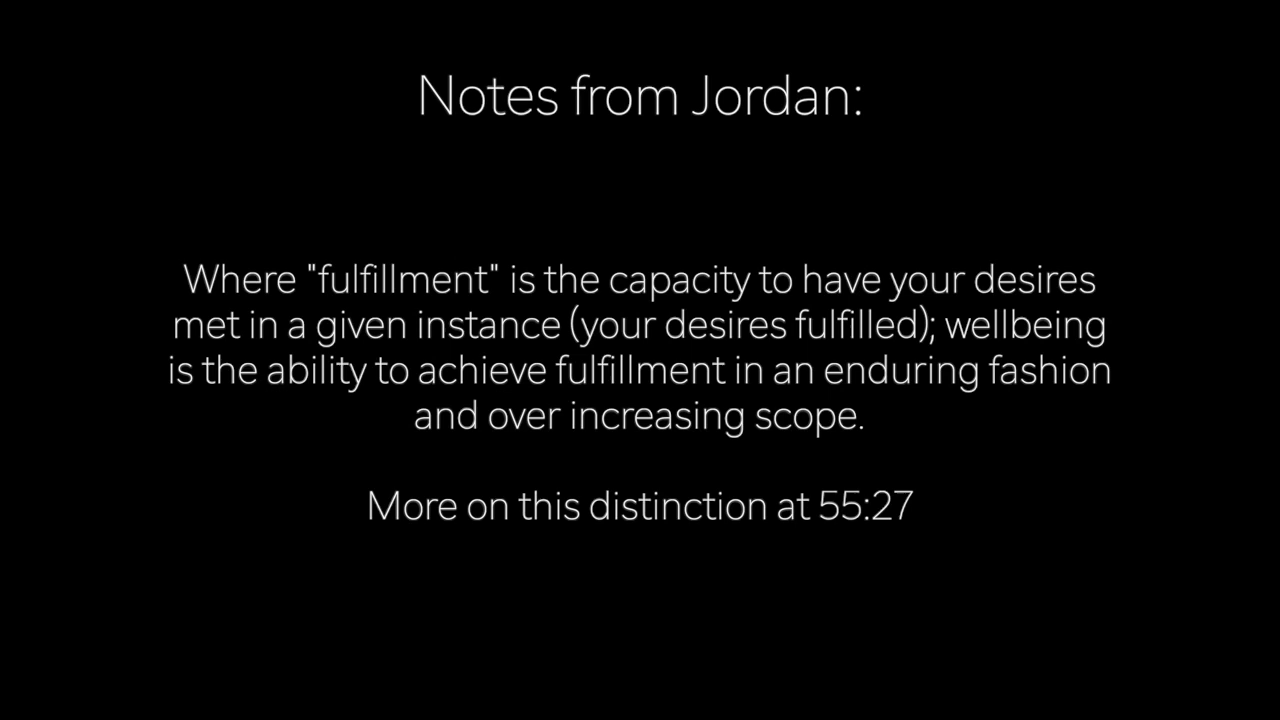 Notes from Jordan:
Where "fulfillment" is the capacity to have your desires
met in a given instance (your desires fulfilled); wellbeing
is the ability to achieve fulfillment in an enduring fashion
and over increasing scope.
More on this distinction at 55:27